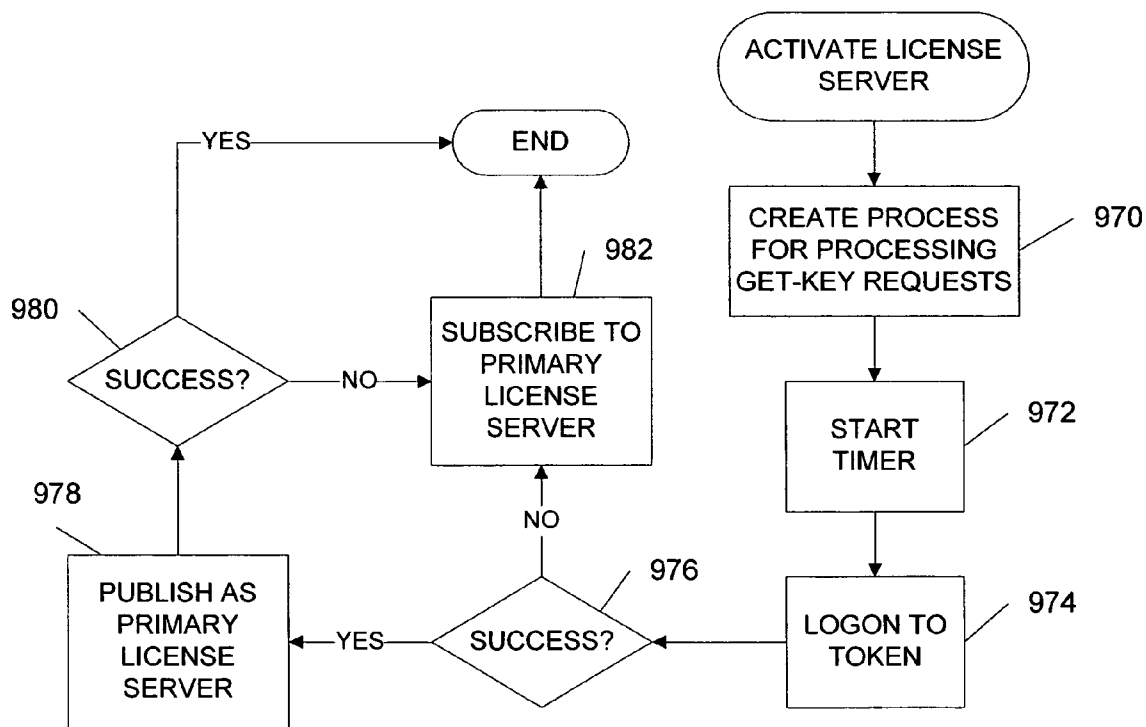 ACTIVATE LICENSE
SERVER
CREATE PROCESS
FOR PROCESSING
GET-KEY REQUESTS
970
START
TIMER
972
LOGON TO
TOKEN
974
SUCCESS?
976
YES
NO
PUBLISH AS
PRIMARY
LICENSE
SERVER
978
SUCCESS?
980
YES
NO
SUBSCRIBE TO
PRIMARY
LICENSE
SERVER
982
END